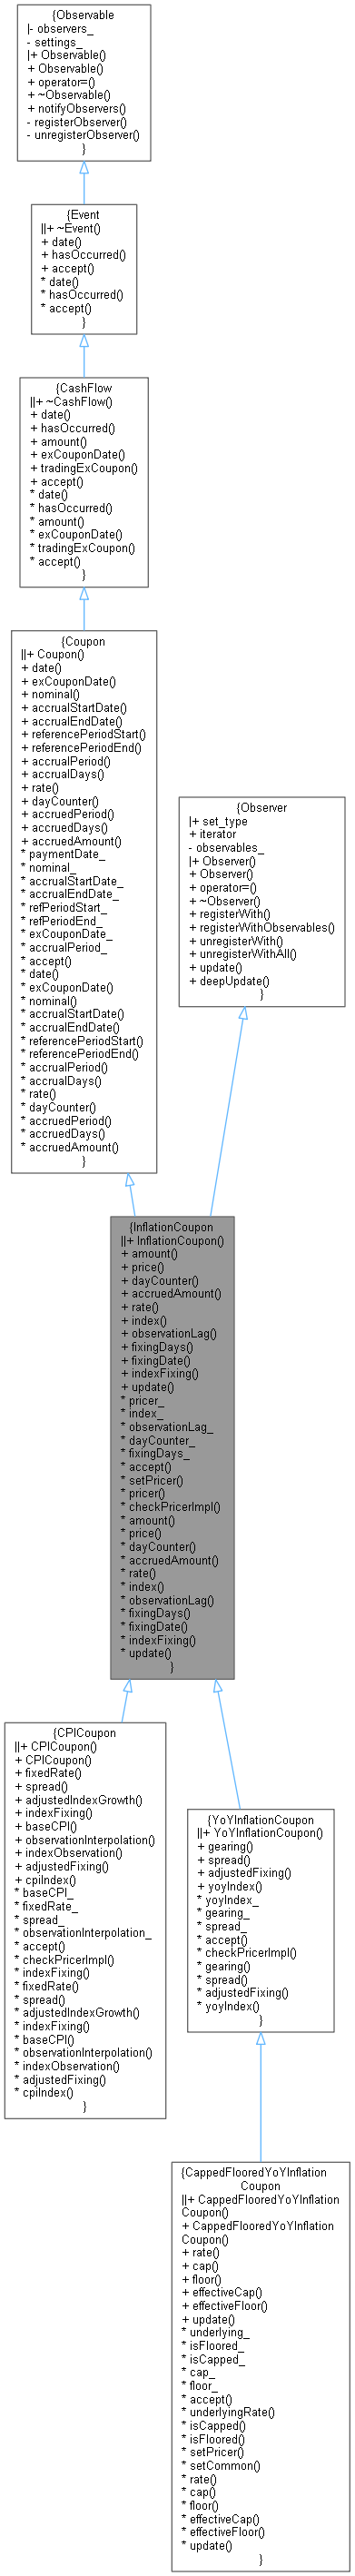 {Observable
|- observers_
- settings_
|+ Observable()
+ Observable()
+ operator=()
+ ~Observable()
+ notifyObservers()
- registerObserver()
- unregisterObserver()
}
{Event
||+ ~Event()
+ date()
+ hasOccurred()
+ accept()
* date()
* hasOccurred()
* accept()
}
{CashFlow
||+ ~CashFlow()
+ date()
+ hasOccurred()
+ amount()
+ exCouponDate()
+ tradingExCoupon()
+ accept()
* date()
* hasOccurred()
* amount()
* exCouponDate()
* tradingExCoupon()
* accept()
}
{Coupon
||+ Coupon()
+ date()
+ exCouponDate()
+ nominal()
+ accrualStartDate()
+ accrualEndDate()
+ referencePeriodStart()
+ referencePeriodEnd()
+ accrualPeriod()
+ accrualDays()
+ rate()
+ dayCounter()
+ accruedPeriod()
+ accruedDays()
+ accruedAmount()
* paymentDate_
* nominal_
* accrualStartDate_
* accrualEndDate_
* refPeriodStart_
* refPeriodEnd_
* exCouponDate_
* accrualPeriod_
* accept()
* date()
* exCouponDate()
* nominal()
* accrualStartDate()
* accrualEndDate()
* referencePeriodStart()
* referencePeriodEnd()
* accrualPeriod()
* accrualDays()
* rate()
* dayCounter()
* accruedPeriod()
* accruedDays()
* accruedAmount()
}
{Observer
|+ set_type
+ iterator
- observables_
|+ Observer()
+ Observer()
+ operator=()
+ ~Observer()
+ registerWith()
+ registerWithObservables()
+ unregisterWith()
+ unregisterWithAll()
+ update()
+ deepUpdate()
}
{InflationCoupon
||+ InflationCoupon()
+ amount()
+ price()
+ dayCounter()
+ accruedAmount()
+ rate()
+ index()
+ observationLag()
+ fixingDays()
+ fixingDate()
+ indexFixing()
+ update()
* pricer_
* index_
* observationLag_
* dayCounter_
* fixingDays_
* accept()
* setPricer()
* pricer()
* checkPricerImpl()
* amount()
* price()
* dayCounter()
* accruedAmount()
* rate()
* index()
* observationLag()
* fixingDays()
* fixingDate()
* indexFixing()
* update()
}
{CPICoupon
||+ CPICoupon()
+ CPICoupon()
+ fixedRate()
+ spread()
+ adjustedIndexGrowth()
+ indexFixing()
+ baseCPI()
+ observationInterpolation()
+ indexObservation()
+ adjustedFixing()
+ cpiIndex()
* baseCPI_
* fixedRate_
* spread_
* observationInterpolation_
* accept()
* checkPricerImpl()
* indexFixing()
* fixedRate()
* spread()
* adjustedIndexGrowth()
* indexFixing()
* baseCPI()
* observationInterpolation()
* indexObservation()
* adjustedFixing()
* cpiIndex()
}
{YoYInflationCoupon
||+ YoYInflationCoupon()
+ gearing()
+ spread()
+ adjustedFixing()
+ yoyIndex()
* yoyIndex_
* gearing_
* spread_
* accept()
* checkPricerImpl()
* gearing()
* spread()
* adjustedFixing()
* yoyIndex()
}
{CappedFlooredYoYInflation
Coupon
||+ CappedFlooredYoYInflation
Coupon()
+ CappedFlooredYoYInflation
Coupon()
+ rate()
+ cap()
+ floor()
+ effectiveCap()
+ effectiveFloor()
+ update()
* underlying_
* isFloored_
* isCapped_
* cap_
* floor_
* accept()
* underlyingRate()
* isCapped()
* isFloored()
* setPricer()
* setCommon()
* rate()
* cap()
* floor()
* effectiveCap()
* effectiveFloor()
* update()
}